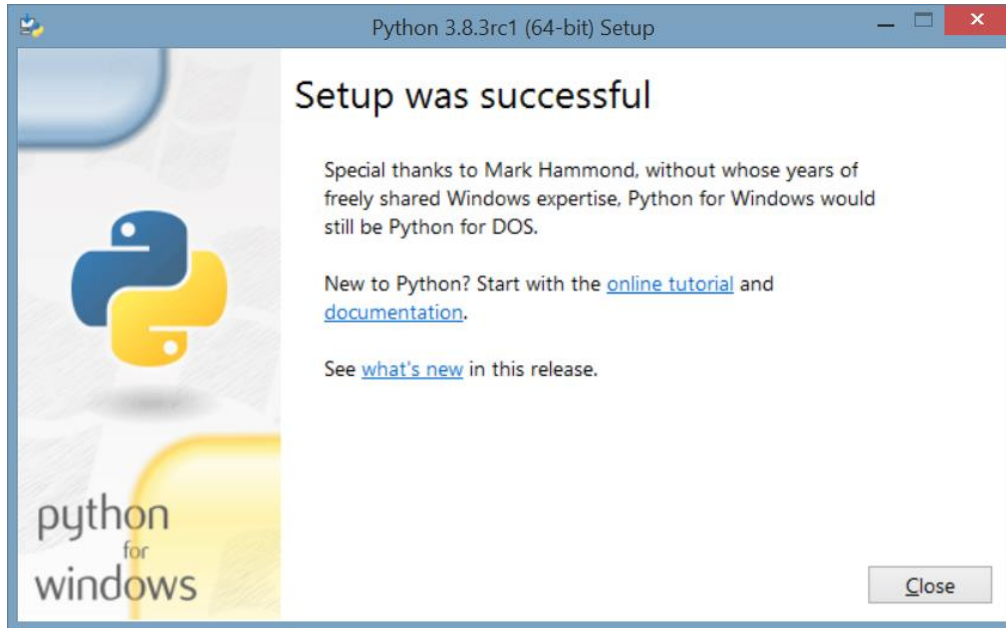 Python 3.8.3rc1 (64-bit) Setup
Setup was successful
Special thanks to Mark Hammond, without whose years of
freely shared Windows expertise, Python for Windows would
still be Python for DOS.
New to Python? Start with the online tutorial and
documentation.
See what's new in this release.
python
for
windows
Close